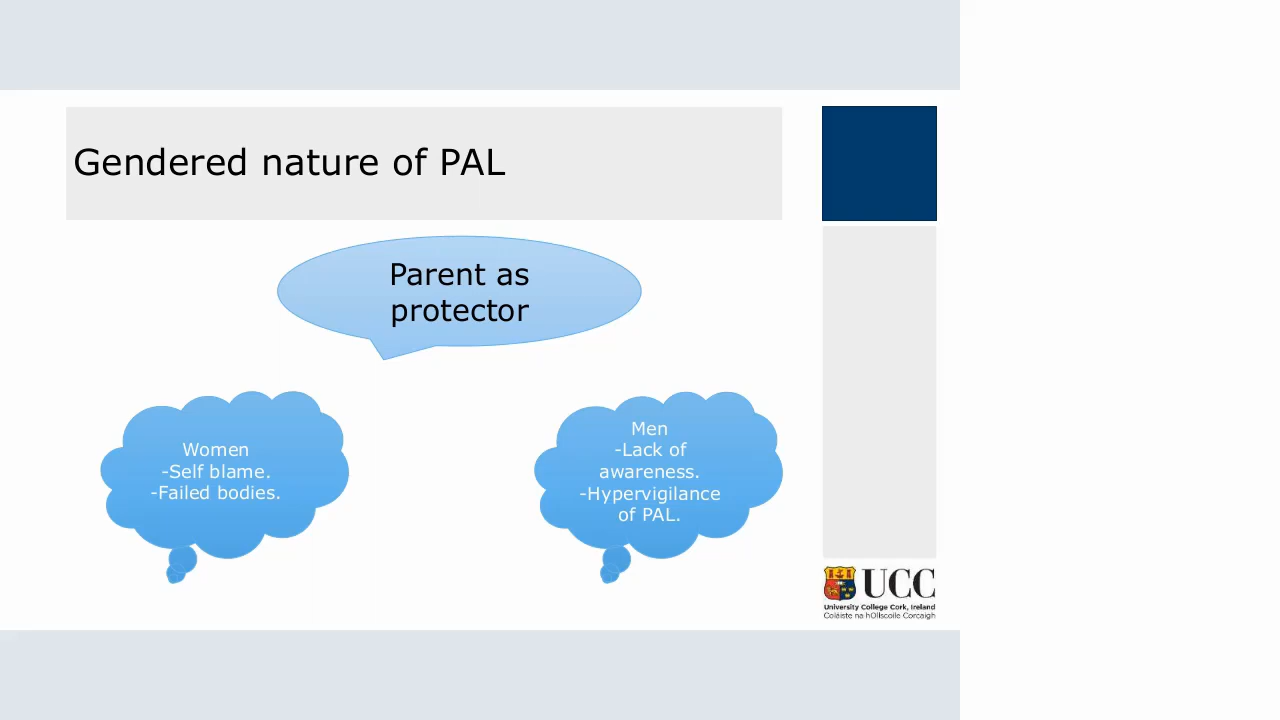 Gendered nature of PAL
Parent as
protector
Women
-Self blame.
-Failed bodies.
Men
-Lack of
awareness.
-Hypervigilance
of PAL.
UCC
University College Cork, Ireland
Coláiste na hOllscoile Corcaigh